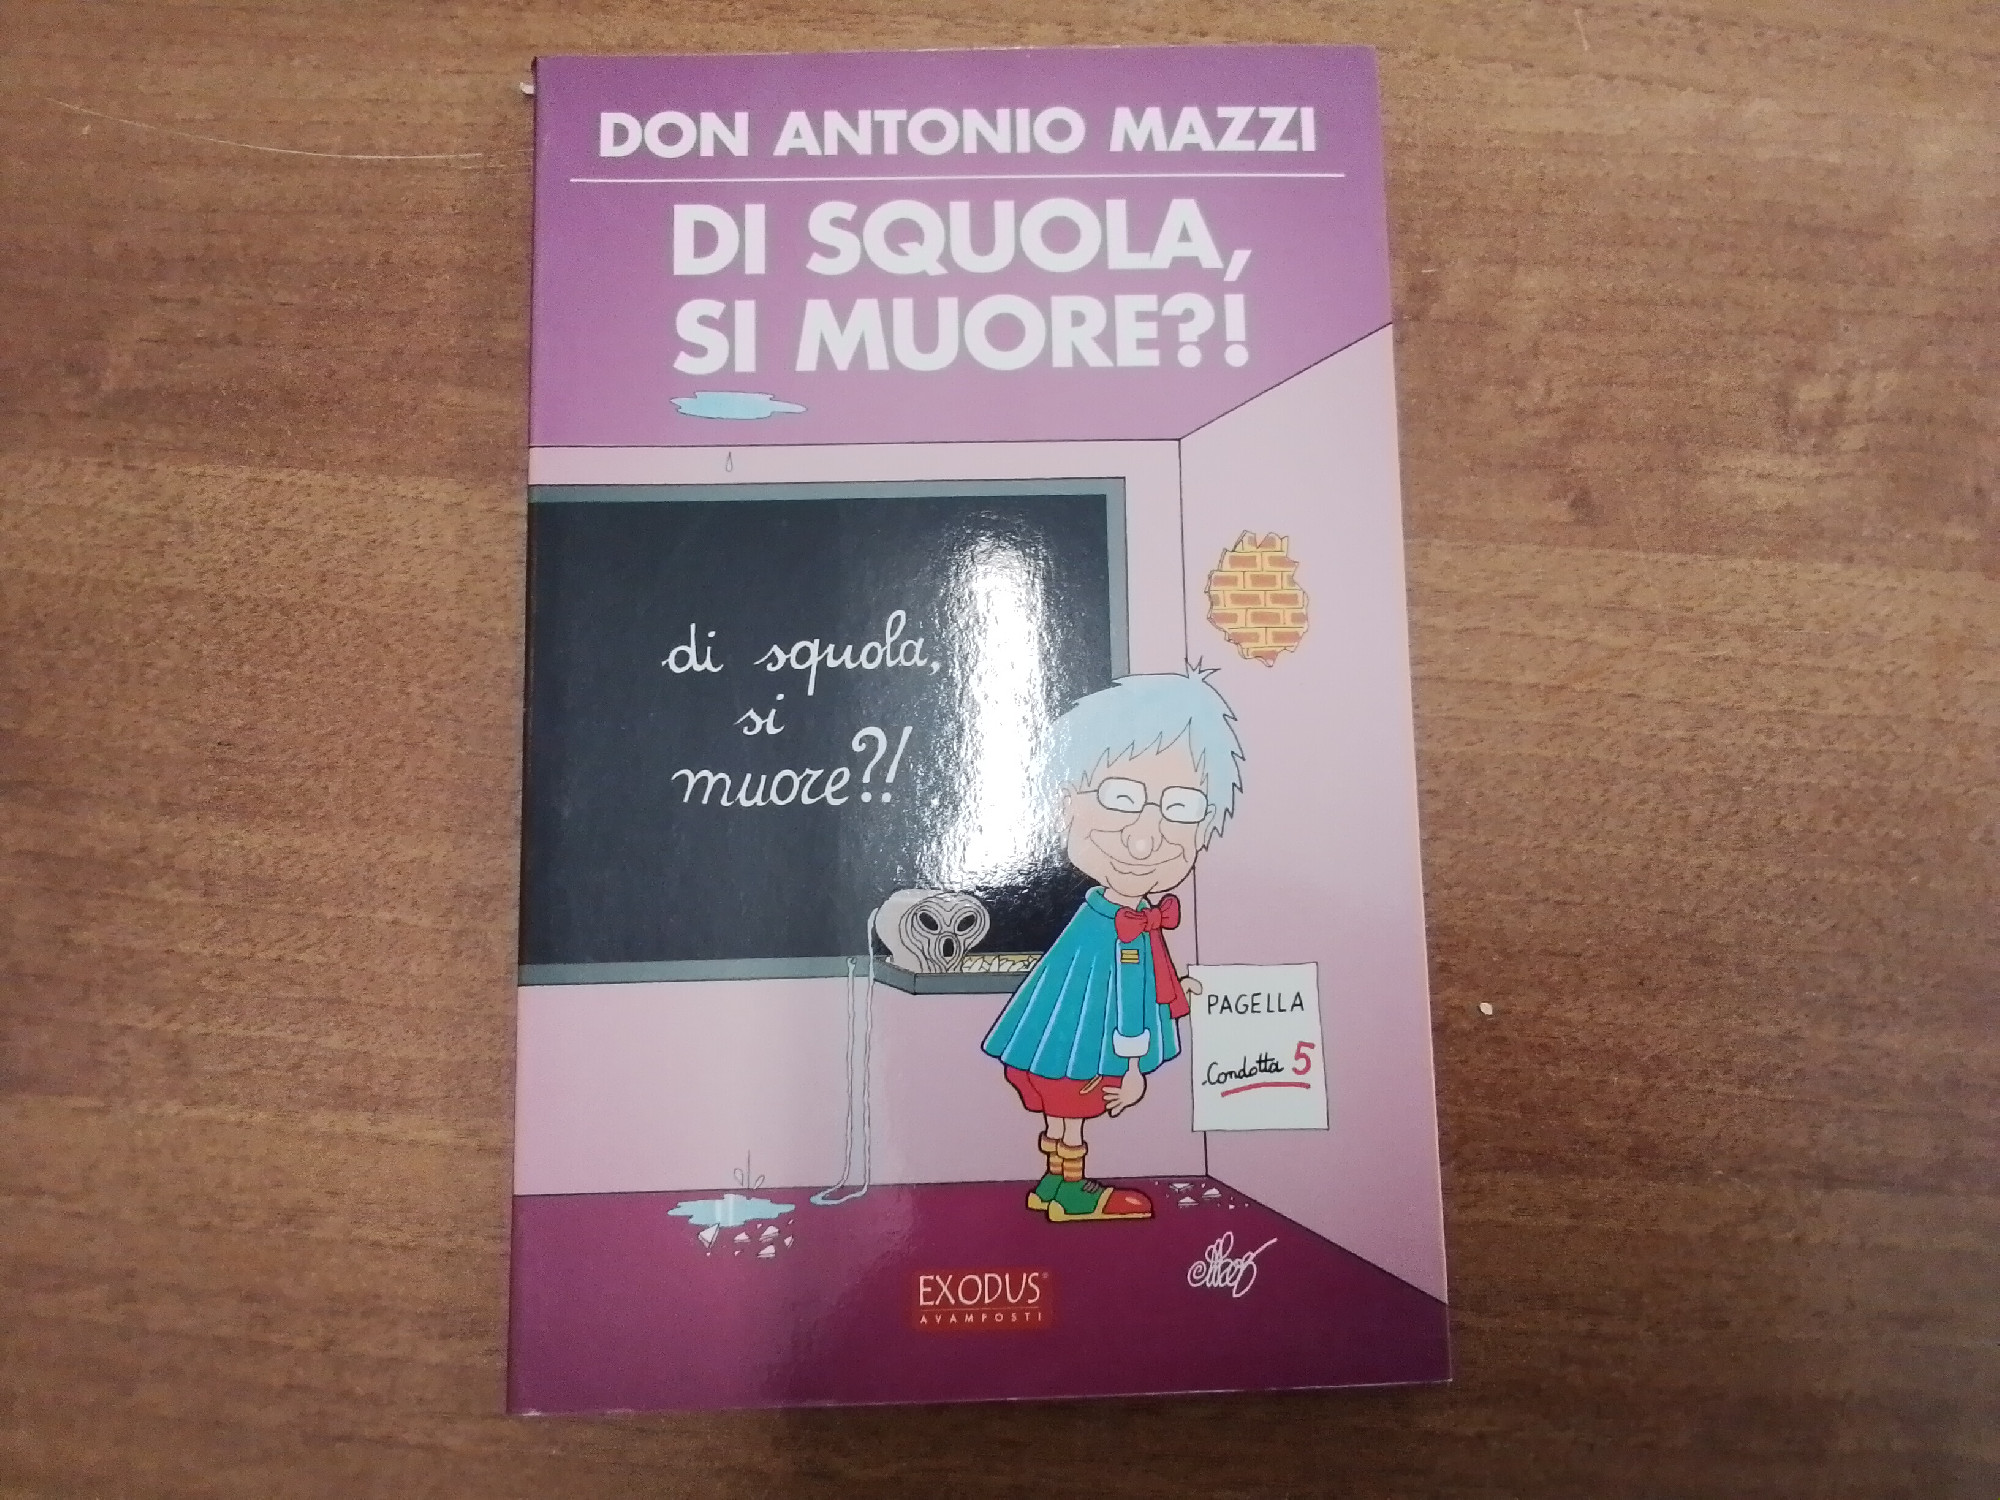 DON ANTONIO MAZZI
DI SQUOLA,
SI MUORE?!
di squola,
si
muore?!
PAGELLA
Condotta 5
EXODUS®
AVAMPOSTI